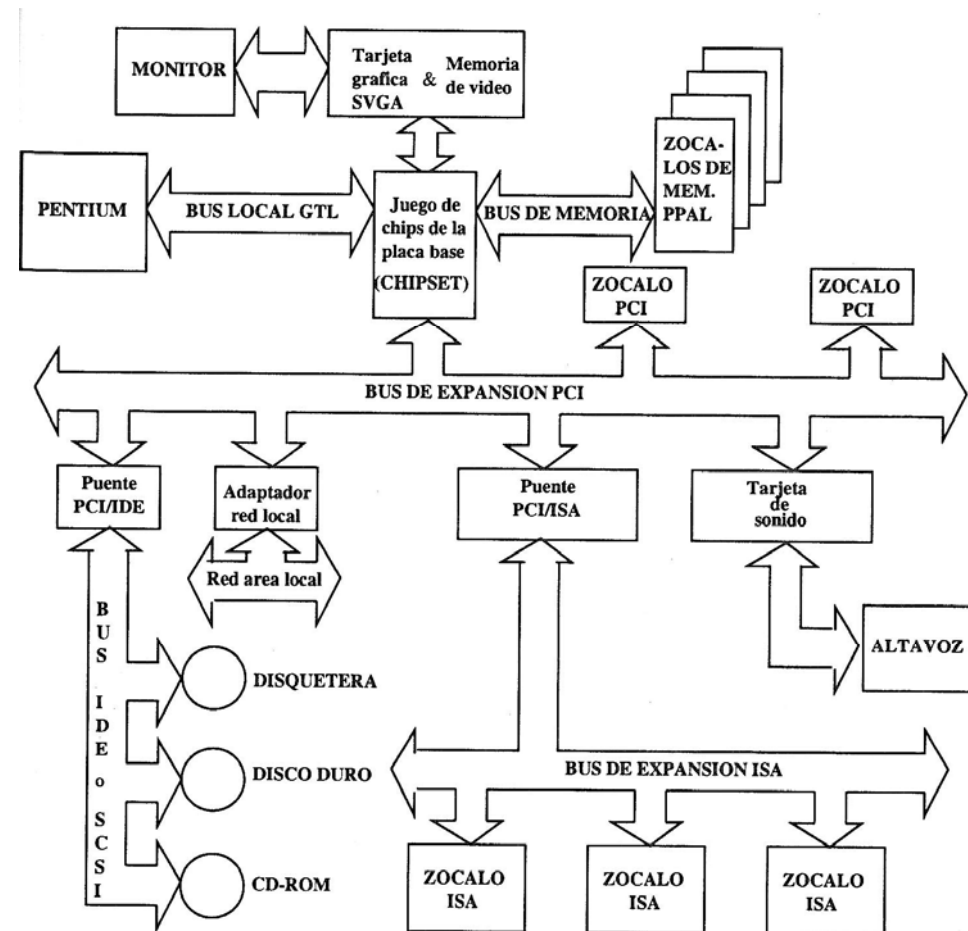 MONITOR
Tarjeta
grafica
SVGA
&
Memoria
de video
ZOCA-
LOS DE
MEM.
PPAL
PENTIUM
BUS LOCAL GTL
Juego de
chips de la
placa base
(CHIPSET)
BUS DE MEMORIA
ZOCALO
PCI
ZOCALO
PCI
BUS DE EXPANSION PCI
Puente
PCI/IDE
Adaptador
red local
Puente
PCI/ISA
Tarjeta
de
sonido
Red area local
BUS IDE o SCSI
DISQUETERA
DISCO DURO
CD-ROM
ALTAVOZ
BUS DE EXPANSION ISA
ZOCALO
ISA
ZOCALO
ISA
ZOCALO
ISA